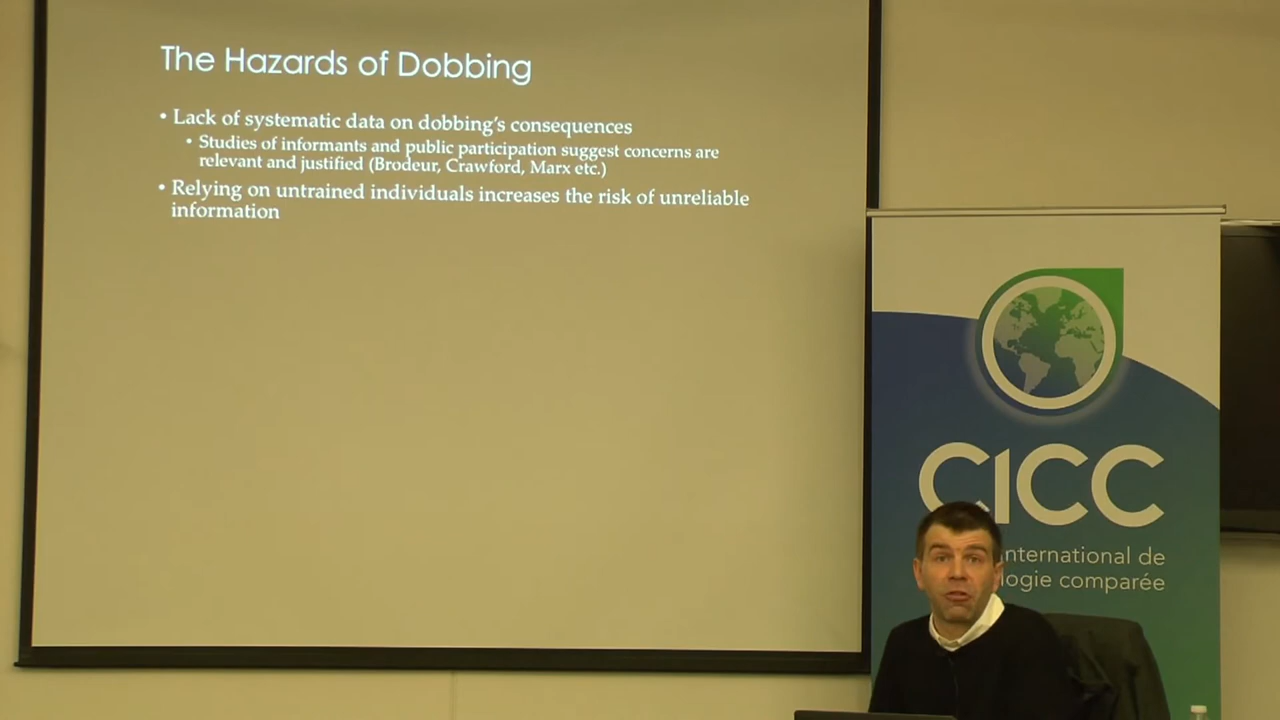 The Hazards of Dobbing
• Lack of systematic data on dobbing's consequences
• Studies of informants and public participation suggest concerns are
relevant and justified (Brodeur, Crawford, Marx etc.)
• Relying on untrained individuals increases the risk of unreliable
information
CICC
international de
logie comparée